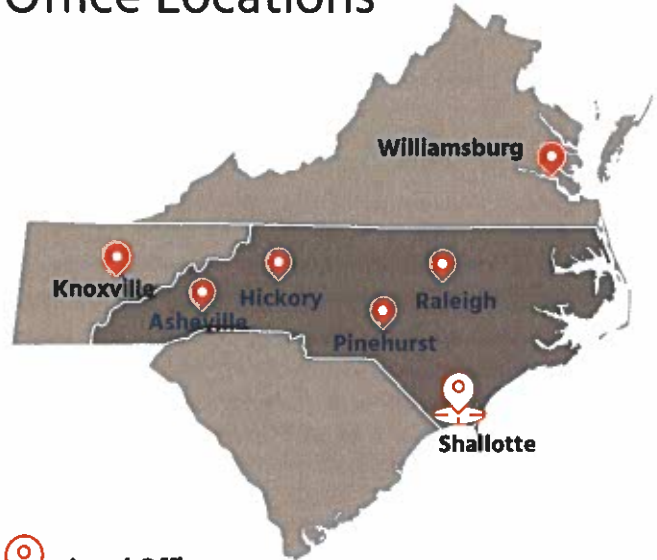 Office Locations
Williamsburg
Knoxville
Asheville
Hickory
Raleigh
Pinehurst
Shallotte